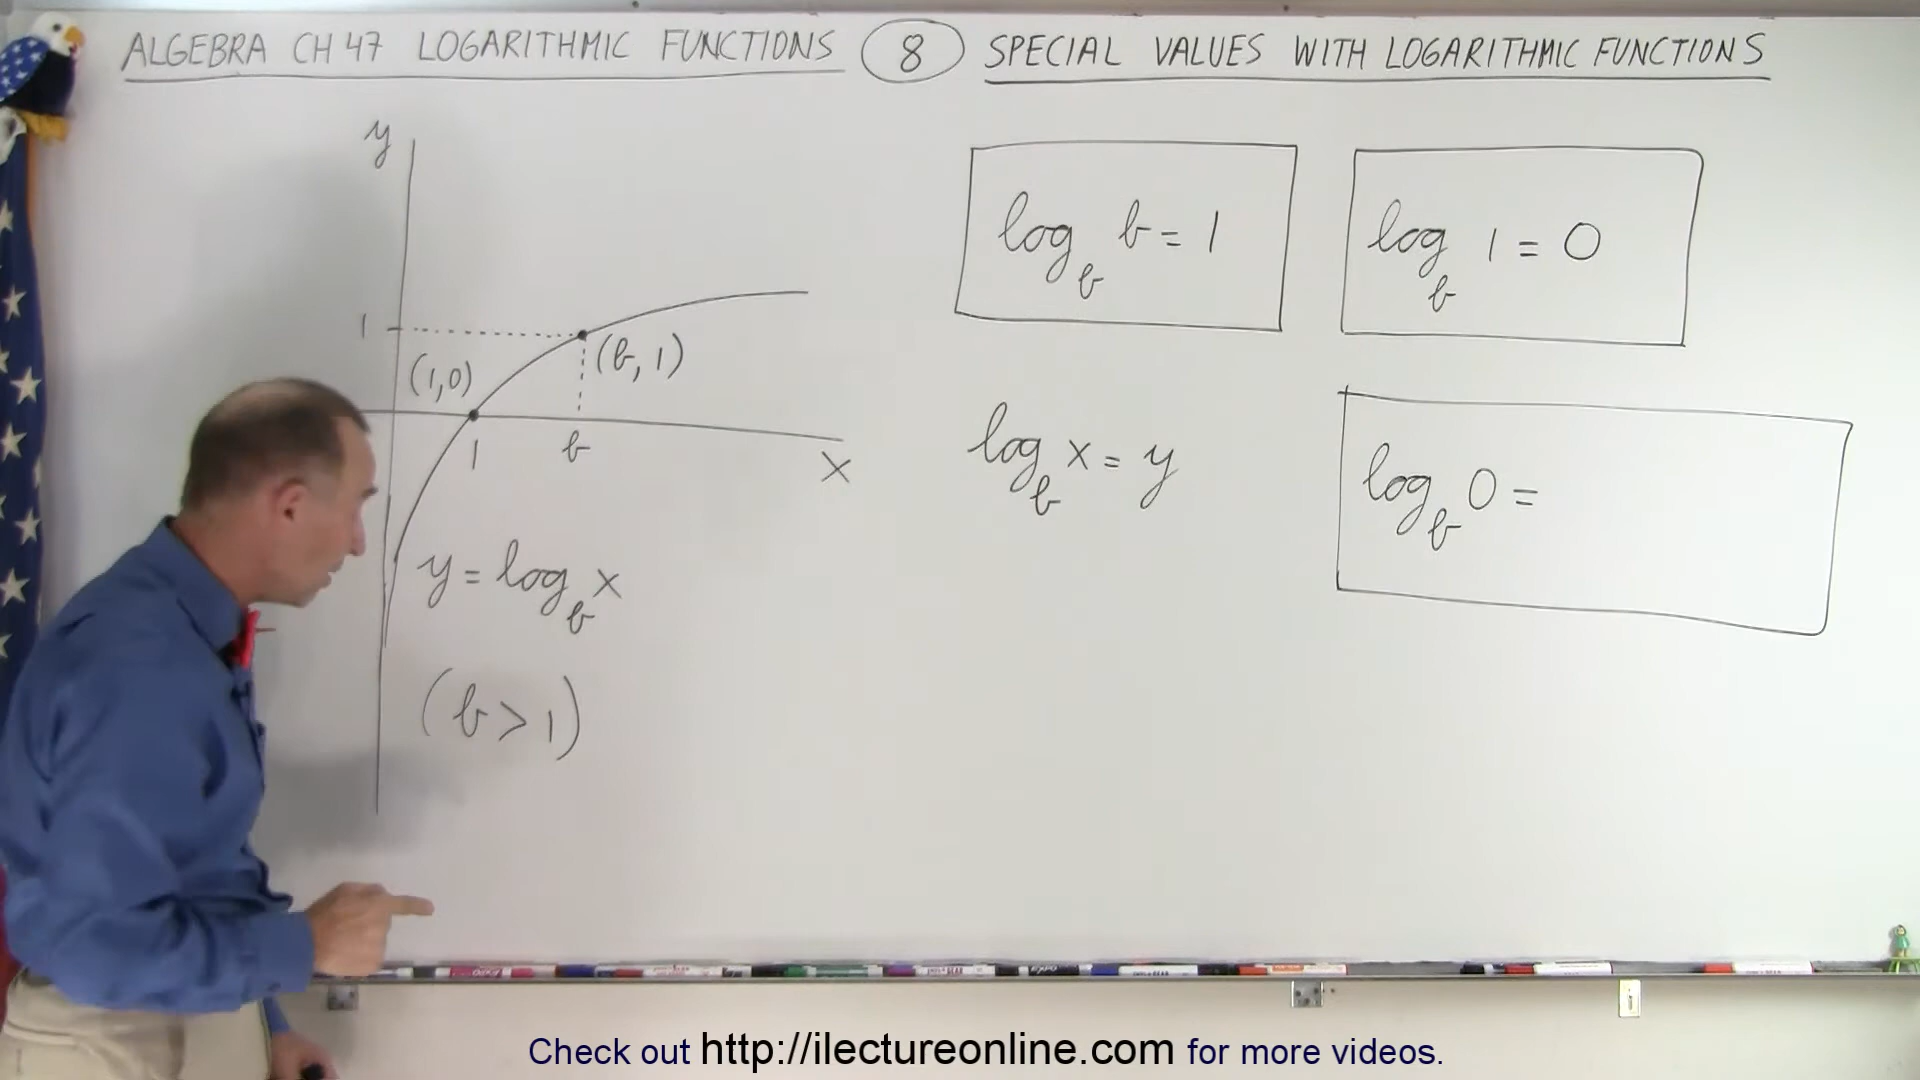 ALGEBRA CH 47 LOGARITHMIC FUNCTIONS 8 SPECIAL VALUES WITH LOGARITHMIC FUNCTIONS
y
1
(b, 1)
(1,0)
1
b
x
y = log_b x
(b > 1)
log_b b = 1
log_b 1 = 0
log_b x = y
log_b 0 =
Check out http://ilectureonline.com for more videos.